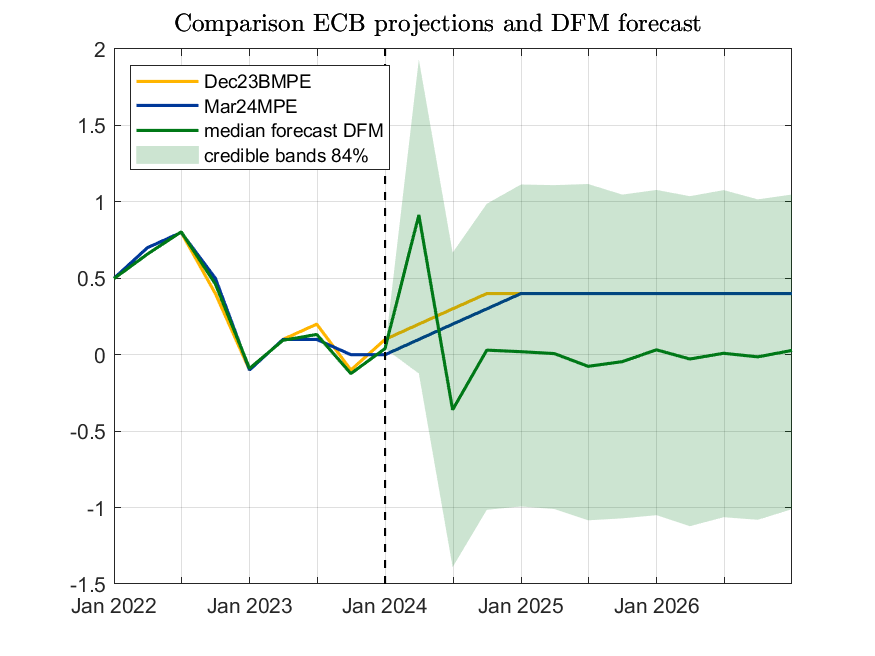 Comparison ECB projections and DFM forecast
2
Dec23BMPE
Mar24MPE
median forecast DFM
credible bands 84%
1.5
1
0.5
0
-0.5
-1
-1.5
Jan 2022 Jan 2023 Jan 2024 Jan 2025 Jan 2026